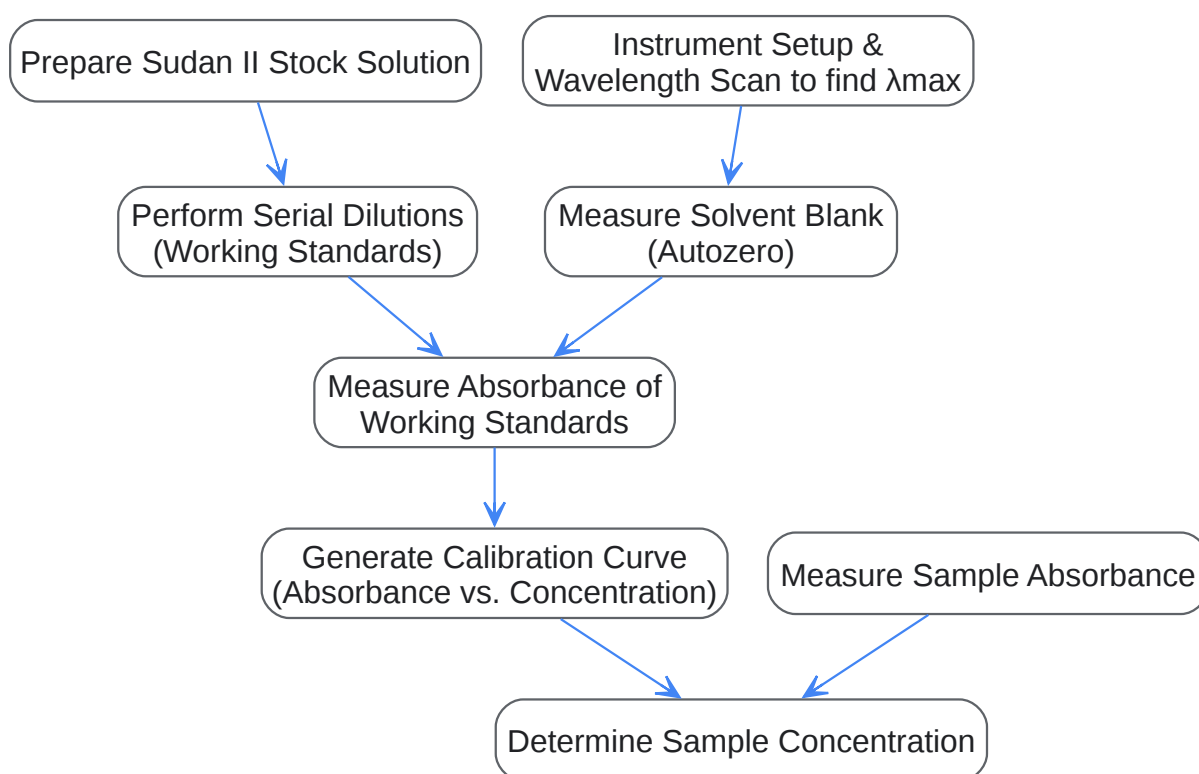 Prepare Sudan II Stock Solution
Instrument Setup &
Wavelength Scan to find λmax
Perform Serial Dilutions
(Working Standards)
Measure Solvent Blank
(Autozero)
Measure Absorbance of
Working Standards
Generate Calibration Curve
(Absorbance vs. Concentration)
Measure Sample Absorbance
Determine Sample Concentration